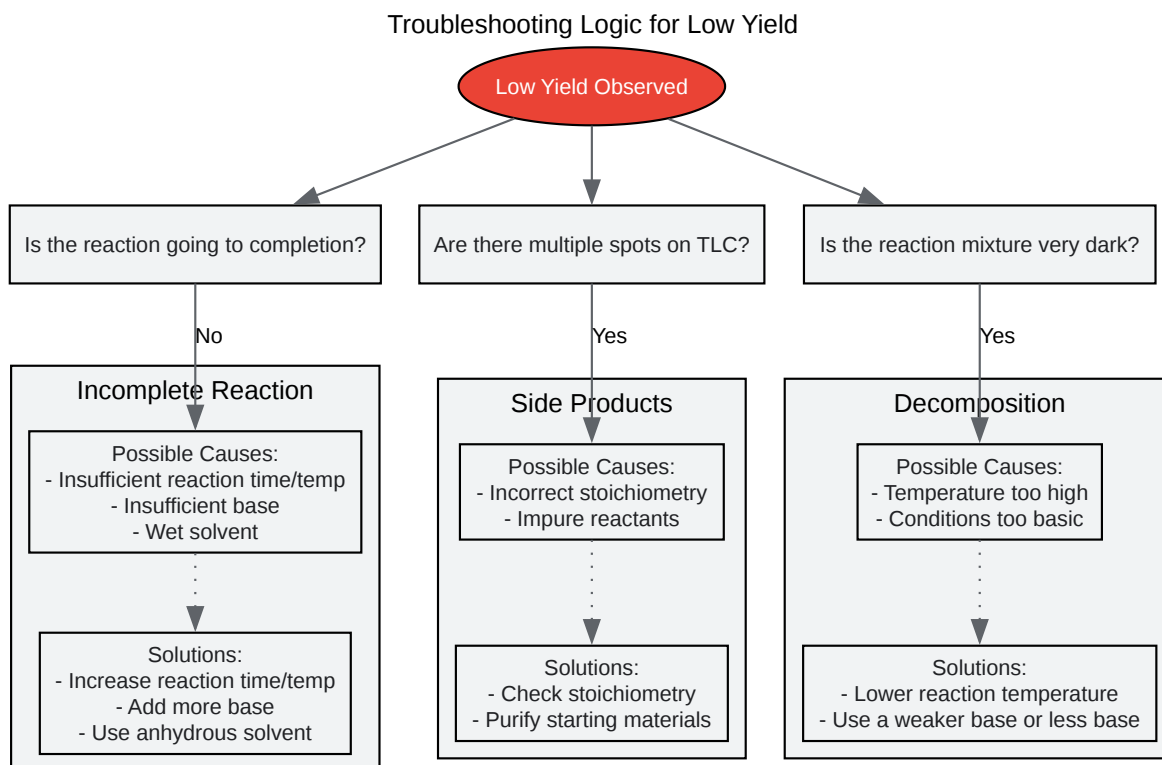 Troubleshooting Logic for Low Yield
Low Yield Observed
Is the reaction going to completion?
Are there multiple spots on TLC?
Is the reaction mixture very dark?
No
Yes
Yes
Incomplete Reaction
Possible Causes:
- Insufficient reaction time/temp
- Insufficient base
- Wet solvent
Solutions:
- Increase reaction time/temp
- Add more base
- Use anhydrous solvent
Side Products
Possible Causes:
- Incorrect stoichiometry
- Impure reactants
Solutions:
- Check stoichiometry
- Purify starting materials
Decomposition
Possible Causes:
- Temperature too high
- Conditions too basic
Solutions:
- Lower reaction temperature
- Use a weaker base or less base